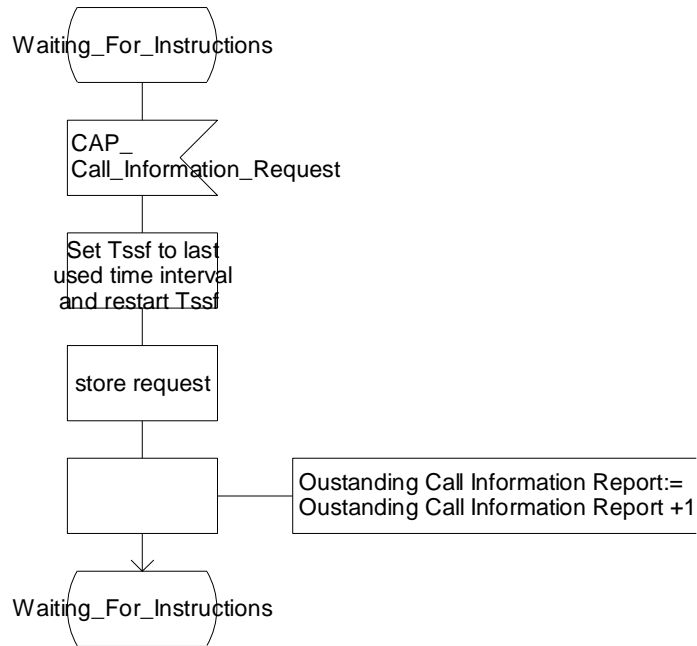 Waiting_For_Instructions
CAP_
Call_Information_Request
Set Tssf to last
used time interval
and restart Tssf
store request
Oustanding Call Information Report:=
Oustanding Call Information Report +1
Waiting_For_Instructions